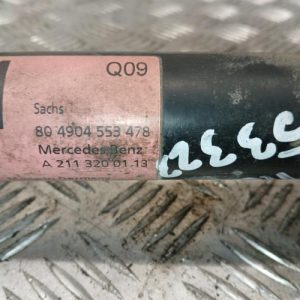 Q09
Sachs
80 4904 553 478
Mercedes-Benz
A 211 320 01.13